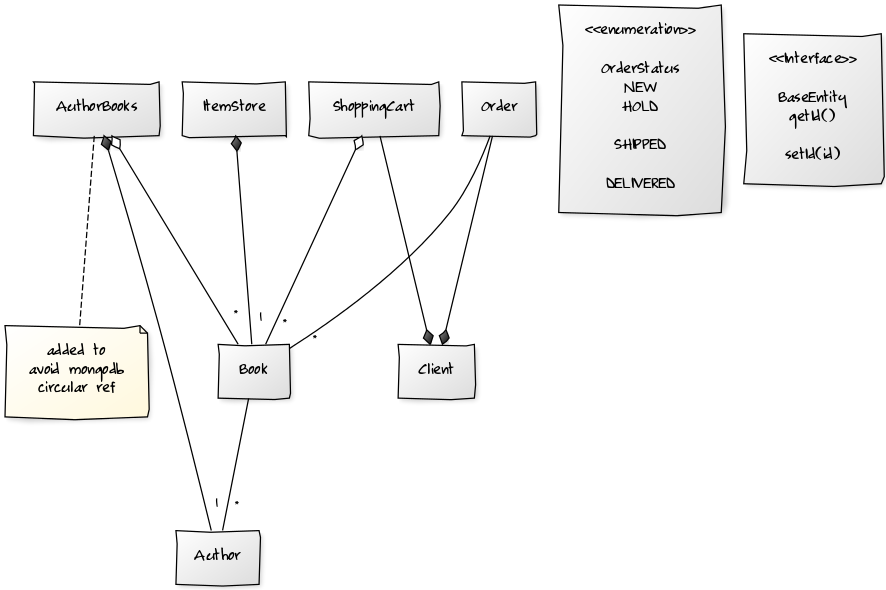 <<enumeration>>
OrderStatus
NEW
HOLD
SHIPPED
DELIVERED
<<Interface>>
BaseEntity
getId()
setId(id)
AuthorBooks
ItemStore
ShoppingCart
Order
* 1 * *
added to
avoid mongodb
circular ref
Book
Client
1 *
Author